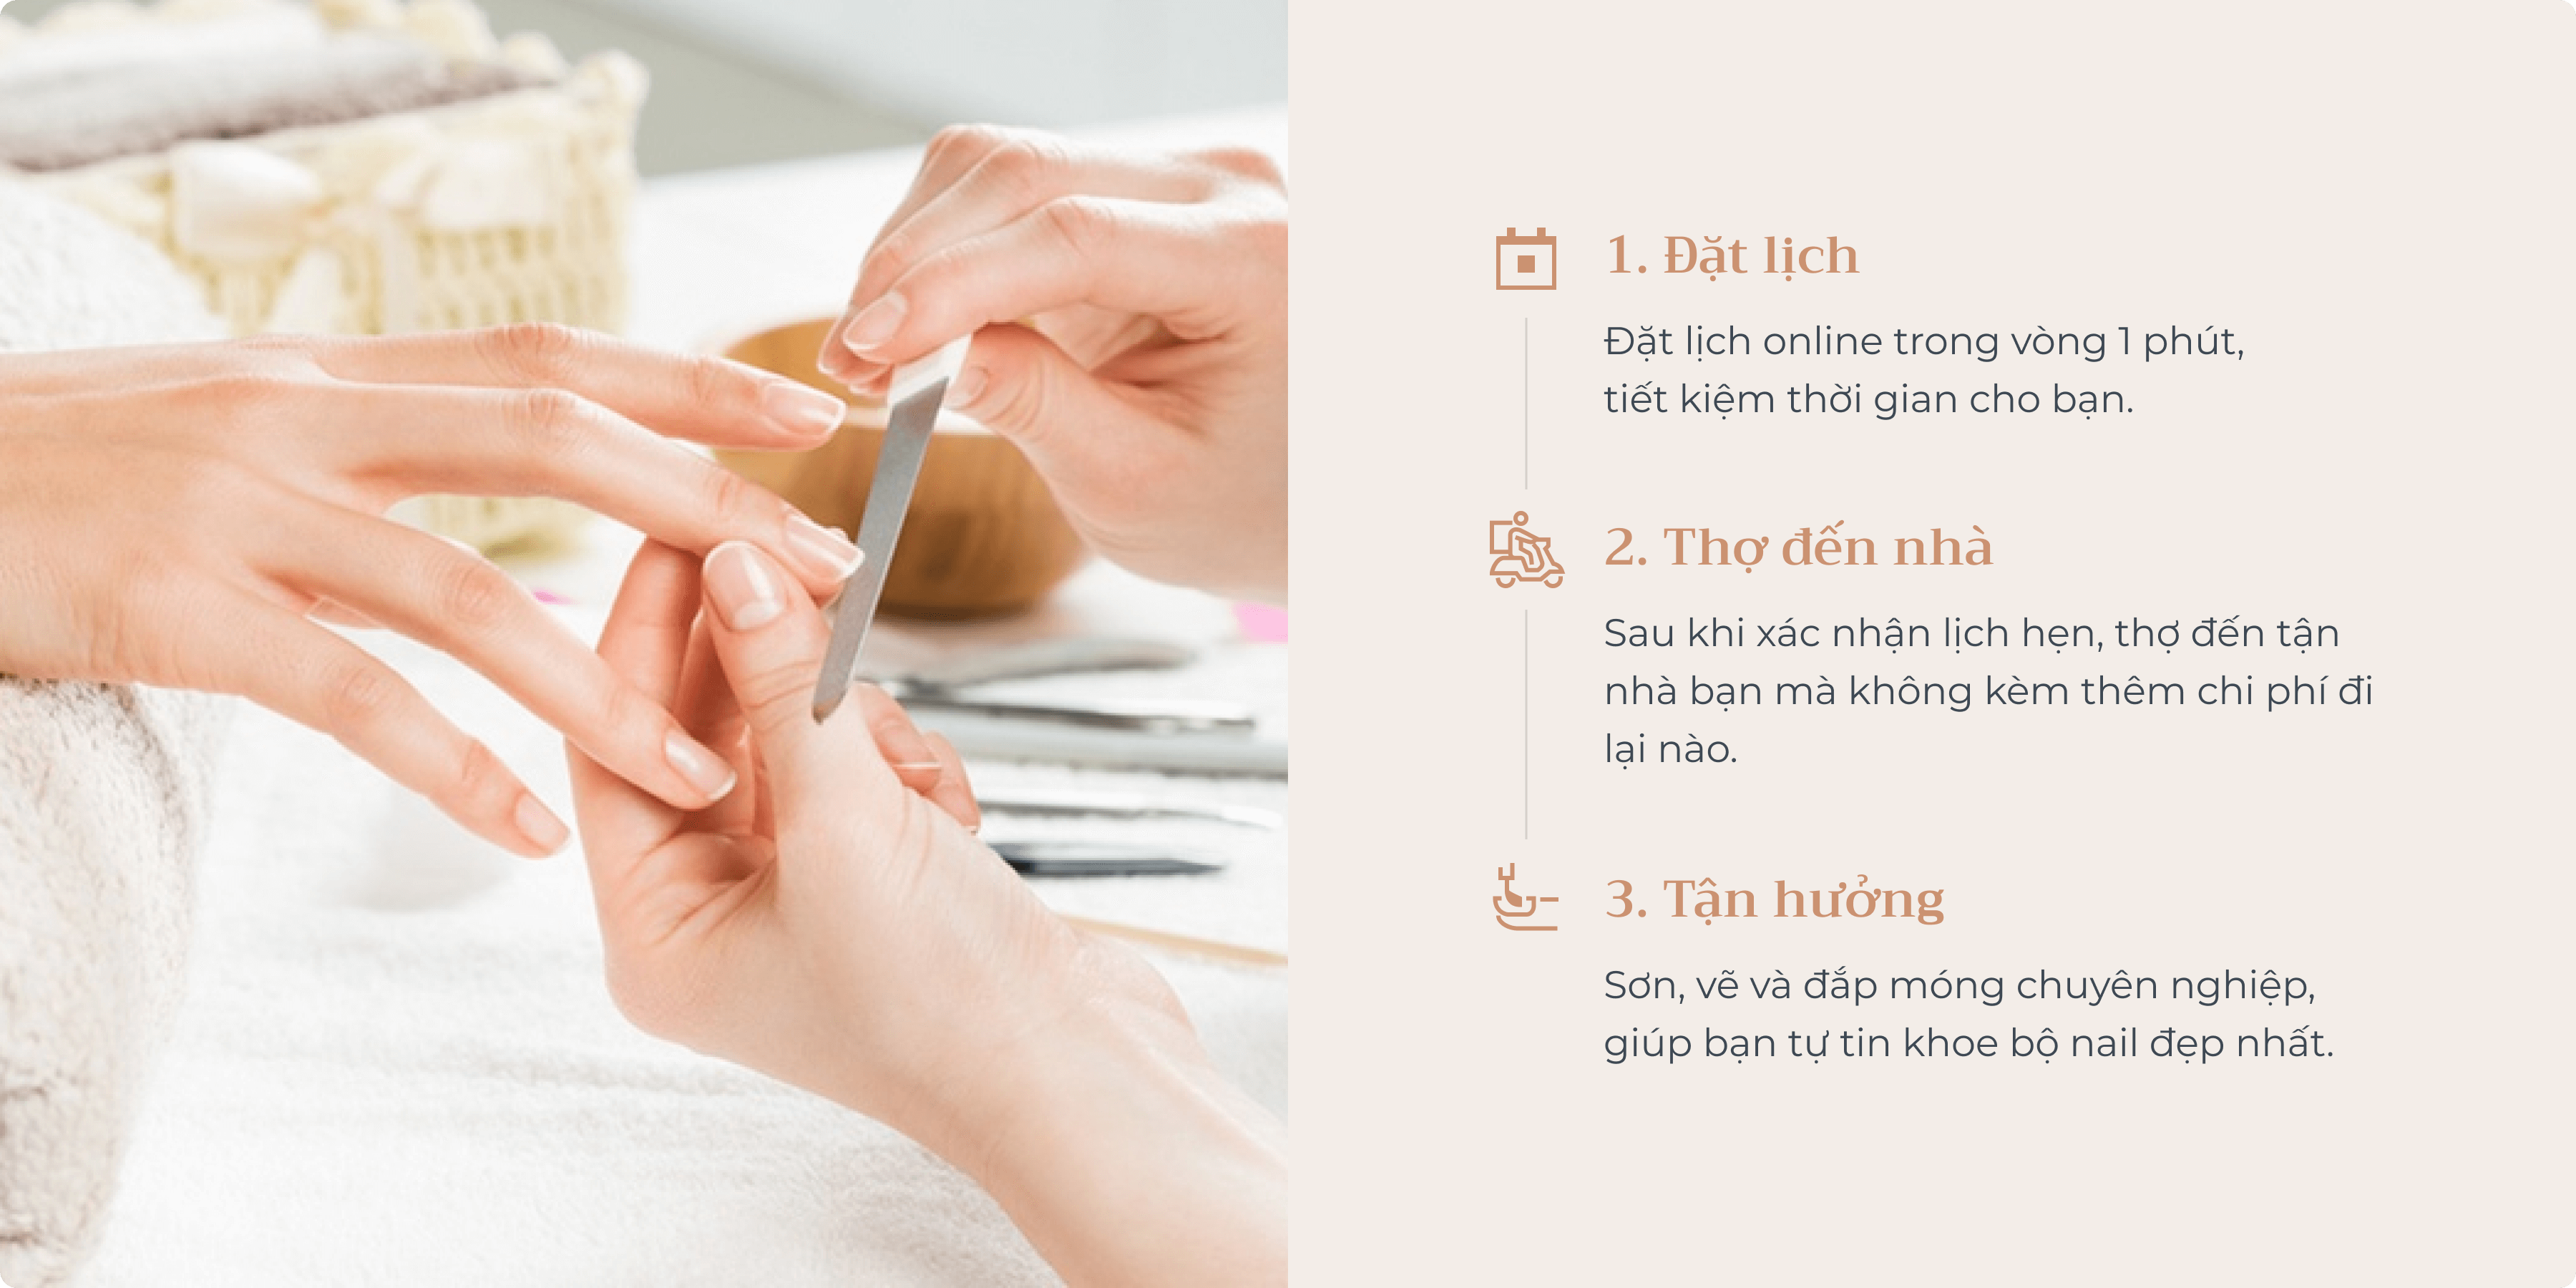 1. Đặt lịch
Đặt lịch online trong vòng 1 phút,
tiết kiệm thời gian cho bạn.
2. Thợ đến nhà
Sau khi xác nhận lịch hẹn, thợ đến tận
nhà bạn mà không kèm thêm chi phí đi
lại nào.
3. Tận hưởng
Sơn, vẽ và đắp móng chuyên nghiệp,
giúp bạn tự tin khoe bộ nail đẹp nhất.